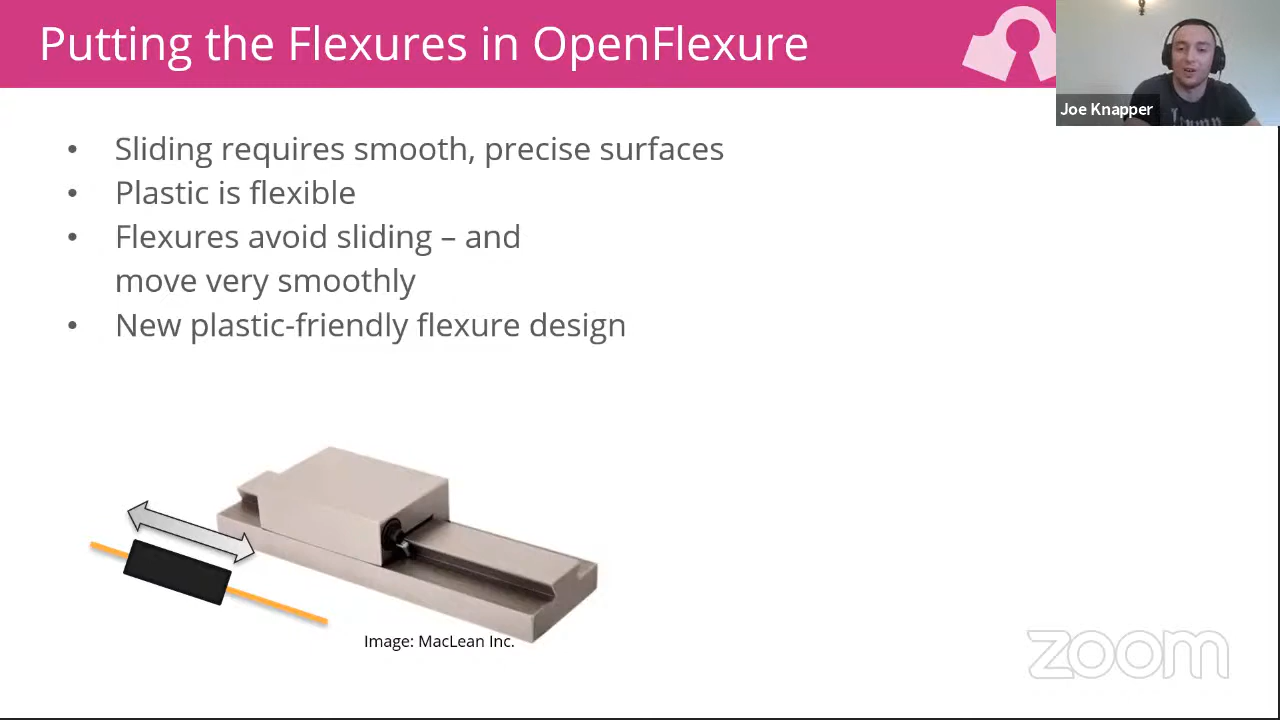 Putting the Flexures in OpenFlexure
Joe Knapper
• Sliding requires smooth, precise surfaces
• Plastic is flexible
• Flexures avoid sliding – and
move very smoothly
• New plastic-friendly flexure design
Image: MacLean Inc.
zoom